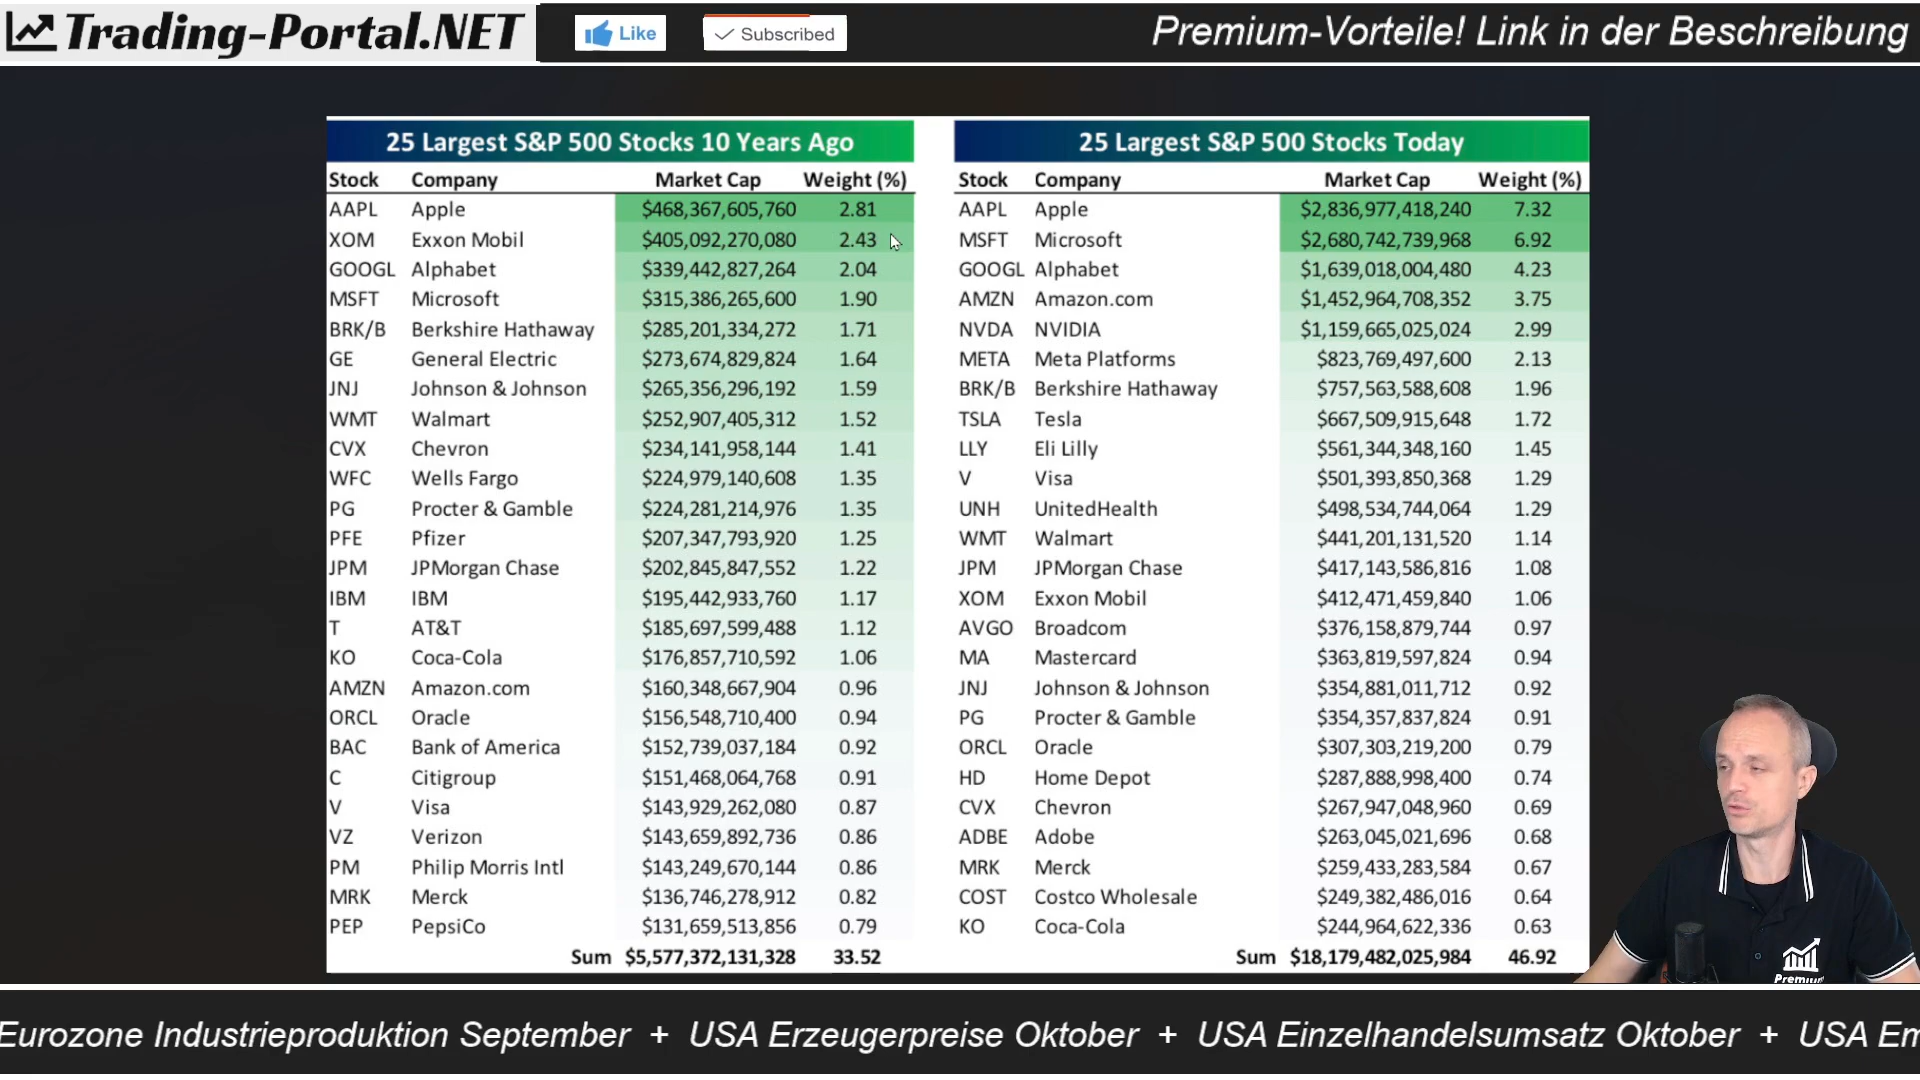 Trading-Portal.NET
Like
Subscribed
Premium-Vorteile! Link in der Beschreibung
25 Largest S&P 500 Stocks 10 Years Ago
Stock Company Market Cap Weight (%)
AAPL Apple $468,367,605,760 2.81
XOM Exxon Mobil $405,092,270,080 2.43
GOOGL Alphabet $339,442,827,264 2.04
MSFT Microsoft $315,386,265,600 1.90
BRK/B Berkshire Hathaway $285,201,334,272 1.71
GE General Electric $273,674,829,824 1.64
JNJ Johnson & Johnson $265,356,296,192 1.59
WMT Walmart $252,907,405,312 1.52
CVX Chevron $234,141,958,144 1.41
WFC Wells Fargo $224,979,140,608 1.35
PG Procter & Gamble $224,281,214,976 1.35
PFE Pfizer $207,347,793,920 1.25
JPM JPMorgan Chase $202,845,847,552 1.22
IBM IBM $195,442,933,760 1.17
T AT&T $185,697,599,488 1.12
KO Coca-Cola $176,857,710,592 1.06
AMZN Amazon.com $160,348,667,904 0.96
ORCL Oracle $156,548,710,400 0.94
BAC Bank of America $152,739,037,184 0.92
C Citigroup $151,468,064,768 0.91
V Visa $143,929,262,080 0.87
VZ Verizon $143,659,892,736 0.86
PM Philip Morris Intl $143,249,670,144 0.86
MRK Merck $136,746,278,912 0.82
PEP PepsiCo $131,659,513,856 0.79
Sum $5,577,372,131,328 33.52
25 Largest S&P 500 Stocks Today
Stock Company Market Cap Weight (%)
AAPL Apple $2,836,977,418,240 7.32
MSFT Microsoft $2,680,742,739,968 6.92
GOOGL Alphabet $1,639,018,004,480 4.23
AMZN Amazon.com $1,452,964,708,352 3.75
NVDA NVIDIA $1,159,665,025,024 2.99
META Meta Platforms $823,769,497,600 2.13
BRK/B Berkshire Hathaway $757,563,588,608 1.96
TSLA Tesla $667,509,915,648 1.72
LLY Eli Lilly $561,344,348,160 1.45
V Visa $501,393,850,368 1.29
UNH UnitedHealth $498,534,744,064 1.29
WMT Walmart $441,201,131,520 1.14
JPM JPMorgan Chase $417,143,586,816 1.08
XOM Exxon Mobil $412,471,459,840 1.06
AVGO Broadcom $376,158,879,744 0.97
MA Mastercard $363,819,597,824 0.94
JNJ Johnson & Johnson $354,881,011,712 0.92
PG Procter & Gamble $354,357,837,824 0.91
ORCL Oracle $307,303,219,200 0.79
HD Home Depot $287,888,998,400 0.74
CVX Chevron $267,947,048,960 0.69
ADBE Adobe $263,045,021,696 0.68
MRK Merck $259,433,283,584 0.67
COST Costco Wholesale $249,382,486,016 0.64
KO Coca-Cola $244,964,622,336 0.63
Sum $18,179,482,025,984 46.92
Premium
Eurozone Industrieproduktion September + USA Erzeugerpreise Oktober + USA Einzelhandelsumsatz Oktober + USA Em